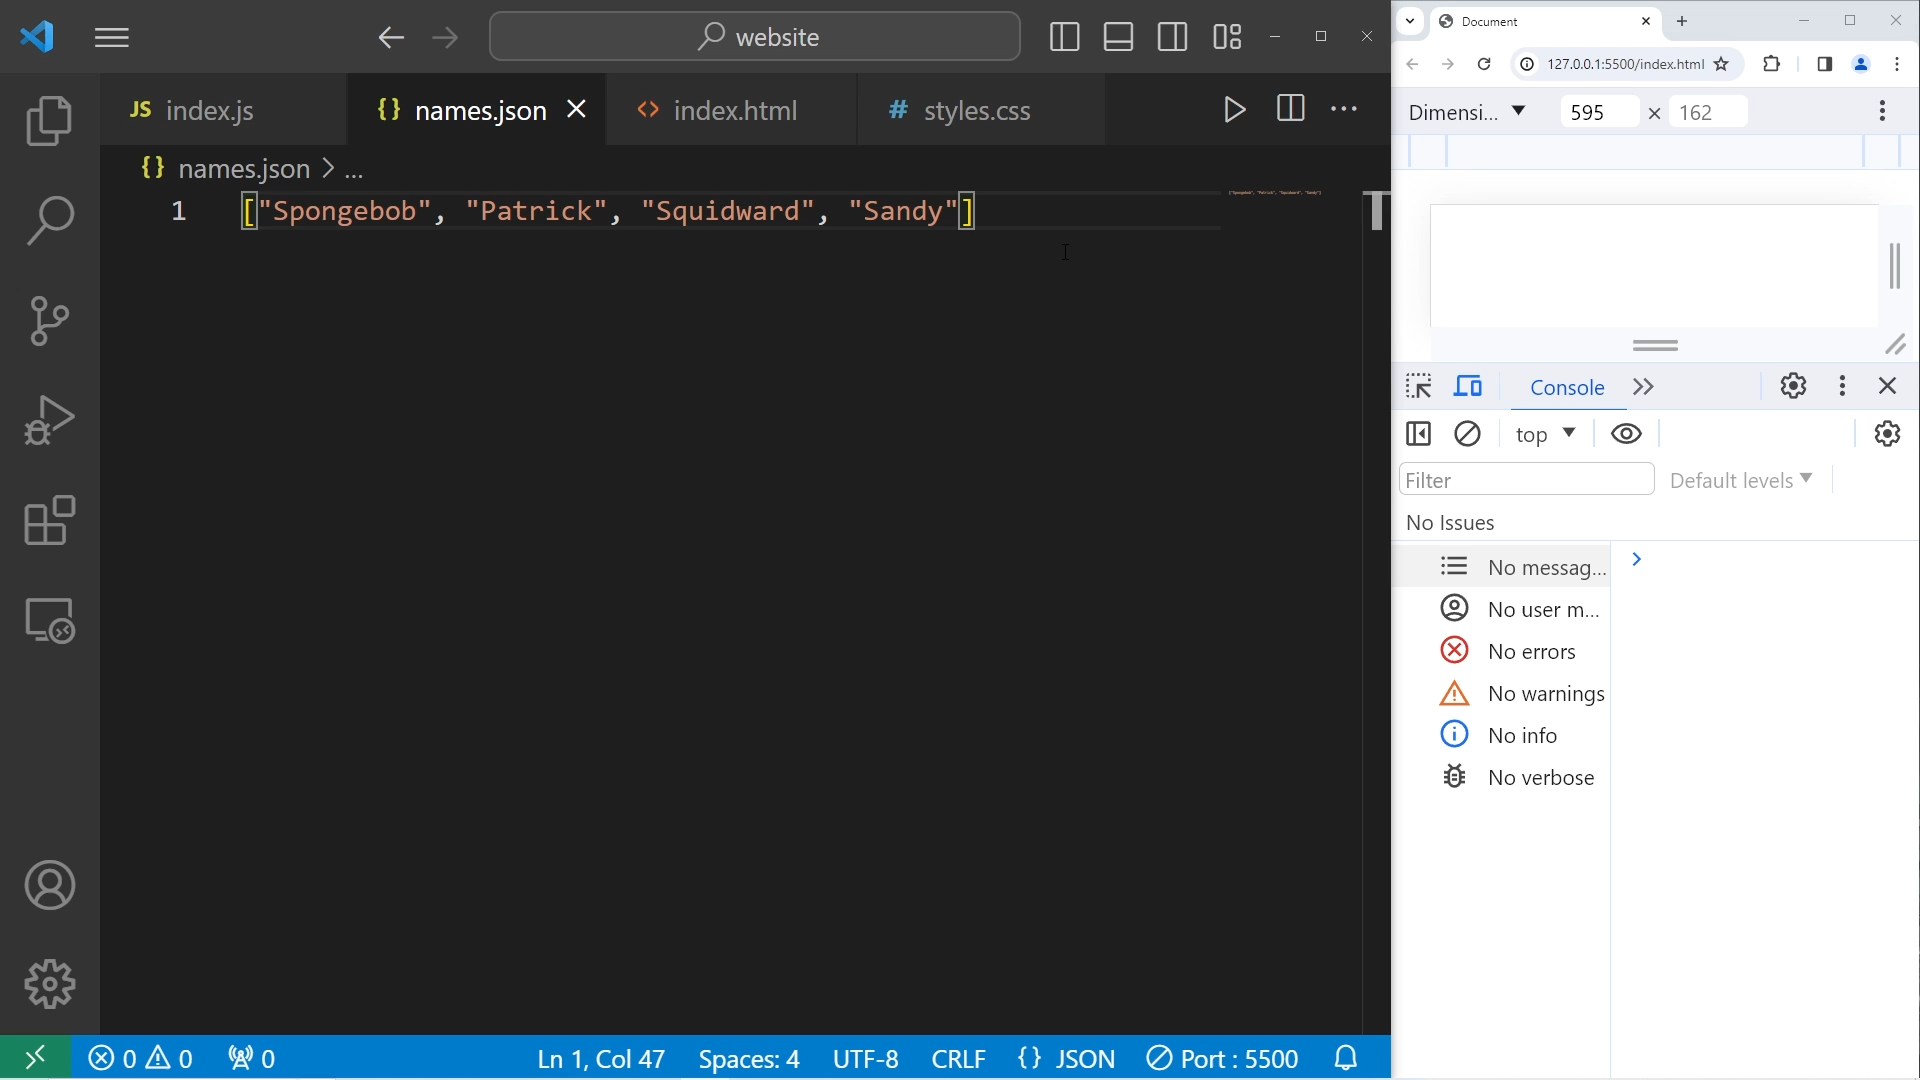 website
JS index.js
{} names.json
<> index.html
# styles.css
{} names.json > ...
1 ["Spongebob", "Patrick", "Squidward", "Sandy"]
0 0 0
Ln 1, Col 47
Spaces: 4
UTF-8
CRLF
{} JSON
Port : 5500
Document
127.0.0.1:5500/index.html
Dimensi... 595 × 162
Console
top
Filter
Default levels
No Issues
No messag...
No user m...
No errors
No warnings
No info
No verbose